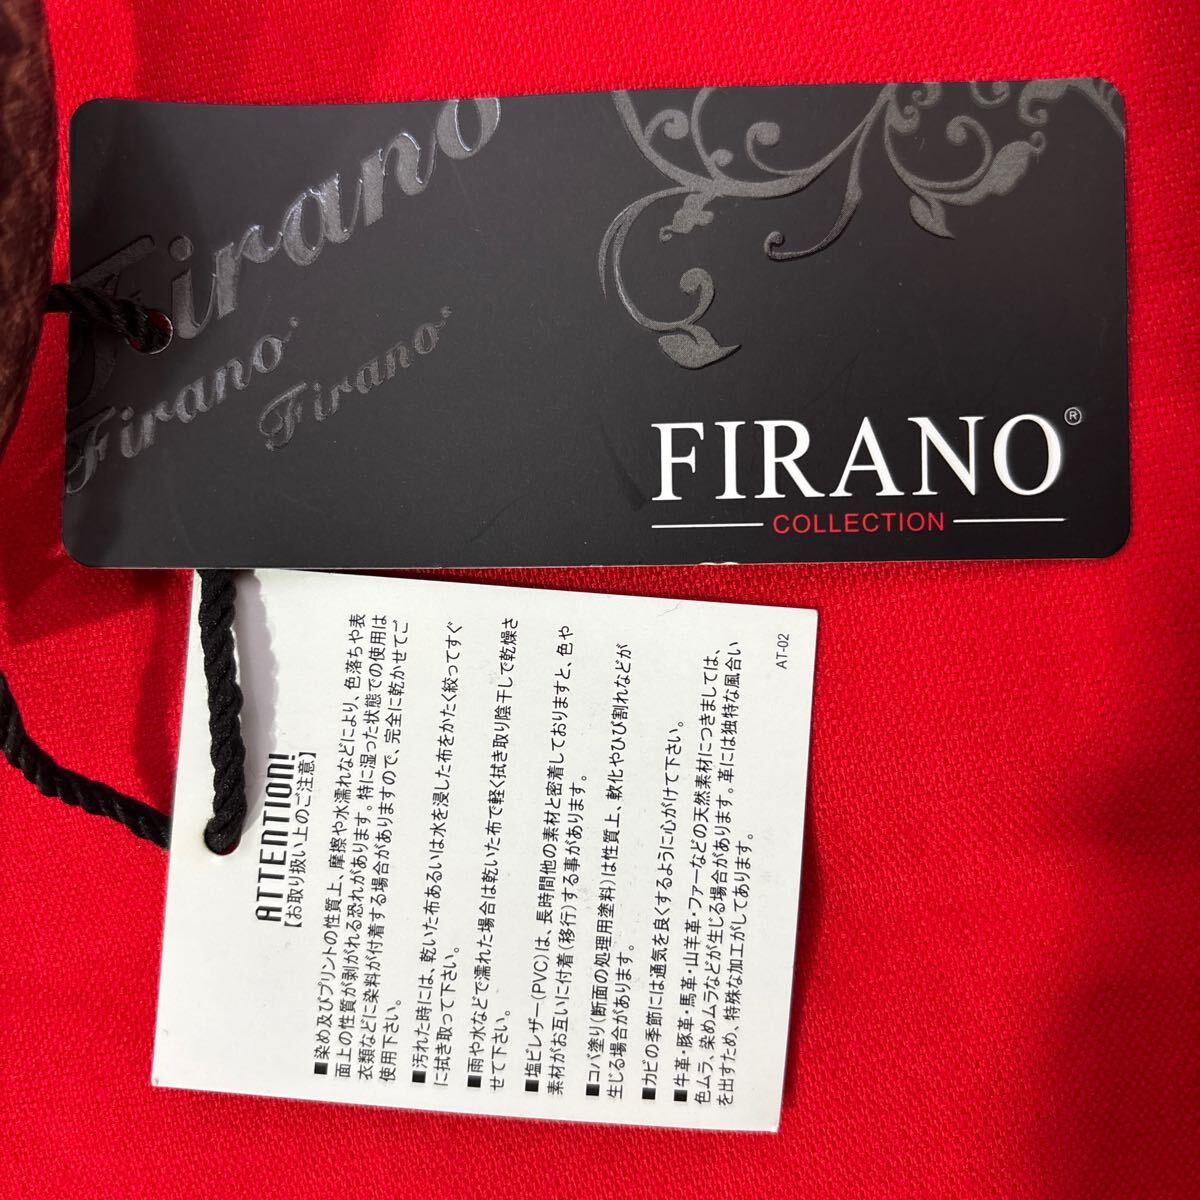 Firano
Firano
Firano
FIRANO®
COLLECTION
ATTENTION!
【お取り扱い上のご注意】
■染め及びプリントの性質上、摩擦や水濡れなどにより、色落ちや表
面上の性質が剥がれる恐れがあります。特に湿った状態での使用は
衣類などに染料が付着する場合がありますので、完全に乾かせてご
使用下さい。
■汚れた時には、乾いた布あるいは水を浸した布をかたく絞ってすぐ
に拭き取って下さい。
■雨や水などで濡れた場合は乾いた布で軽く拭き取り陰干しで乾燥さ
せて下さい。
■塩ビレザー(PVC)は、長時間他の素材と密着しておりますと、色や
素材がお互いに付着(移行)する事があります。
■コバ塗り(断面の処理用塗料)は性質上、軟化やひび割れなどが
生じる場合があります。
■カビの季節には通気を良くするように心がけて下さい。
■牛革・豚革・馬革・山羊革・ファーなどの天然素材につきましては、
色ムラ、染めムラなどが生じる場合があります。革には独特な風合い
を出すため、特殊な加工がしてあります。
AT-02